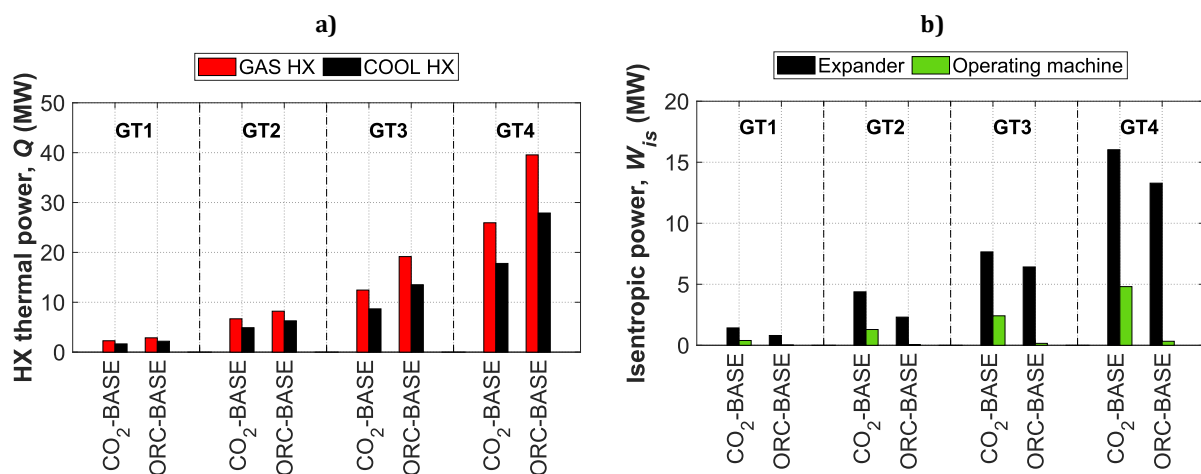 a)
GAS HX COOL HX
HX thermal power, Q (MW)
50
40
30
20
10
0
GT1 GT2 GT3 GT4
CO2-BASE
ORC-BASE
CO2-BASE
ORC-BASE
CO2-BASE
ORC-BASE
CO2-BASE
ORC-BASE
b)
Expander Operating machine
Isentropic power, Wis (MW)
20
15
10
5
0
GT1 GT2 GT3 GT4
CO2-BASE
ORC-BASE
CO2-BASE
ORC-BASE
CO2-BASE
ORC-BASE
CO2-BASE
ORC-BASE